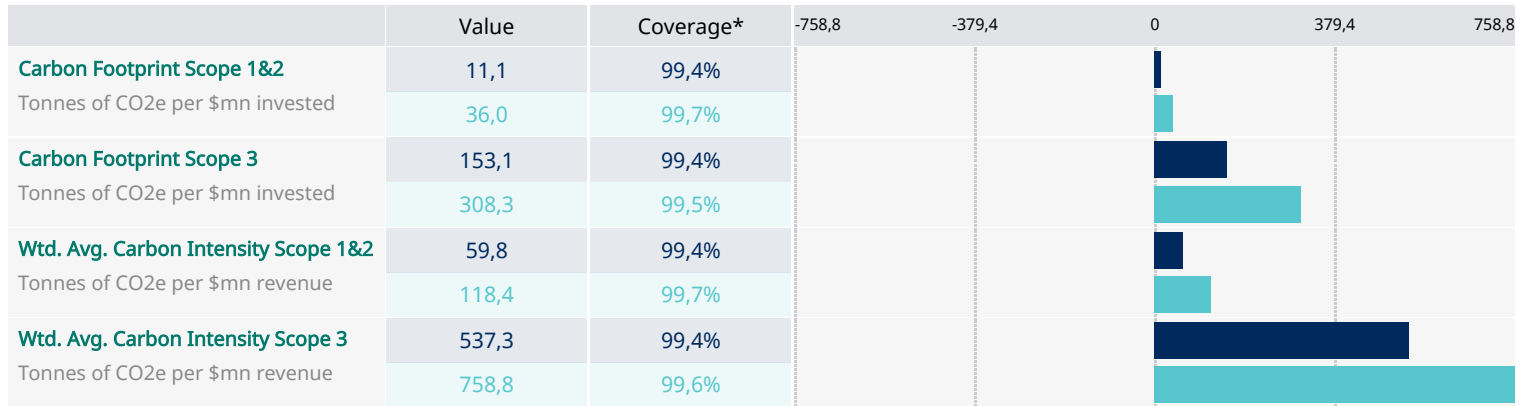 Value Coverage* -758,8 -379,4 0 379,4 758,8
Carbon Footprint Scope 1&2 11,1 99,4%
Tonnes of CO2e per $mn invested 36,0 99,7%
Carbon Footprint Scope 3 153,1 99,4%
Tonnes of CO2e per $mn invested 308,3 99,5%
Wtd. Avg. Carbon Intensity Scope 1&2 59,8 99,4%
Tonnes of CO2e per $mn revenue 118,4 99,7%
Wtd. Avg. Carbon Intensity Scope 3 537,3 99,4%
Tonnes of CO2e per $mn revenue 758,8 99,6%